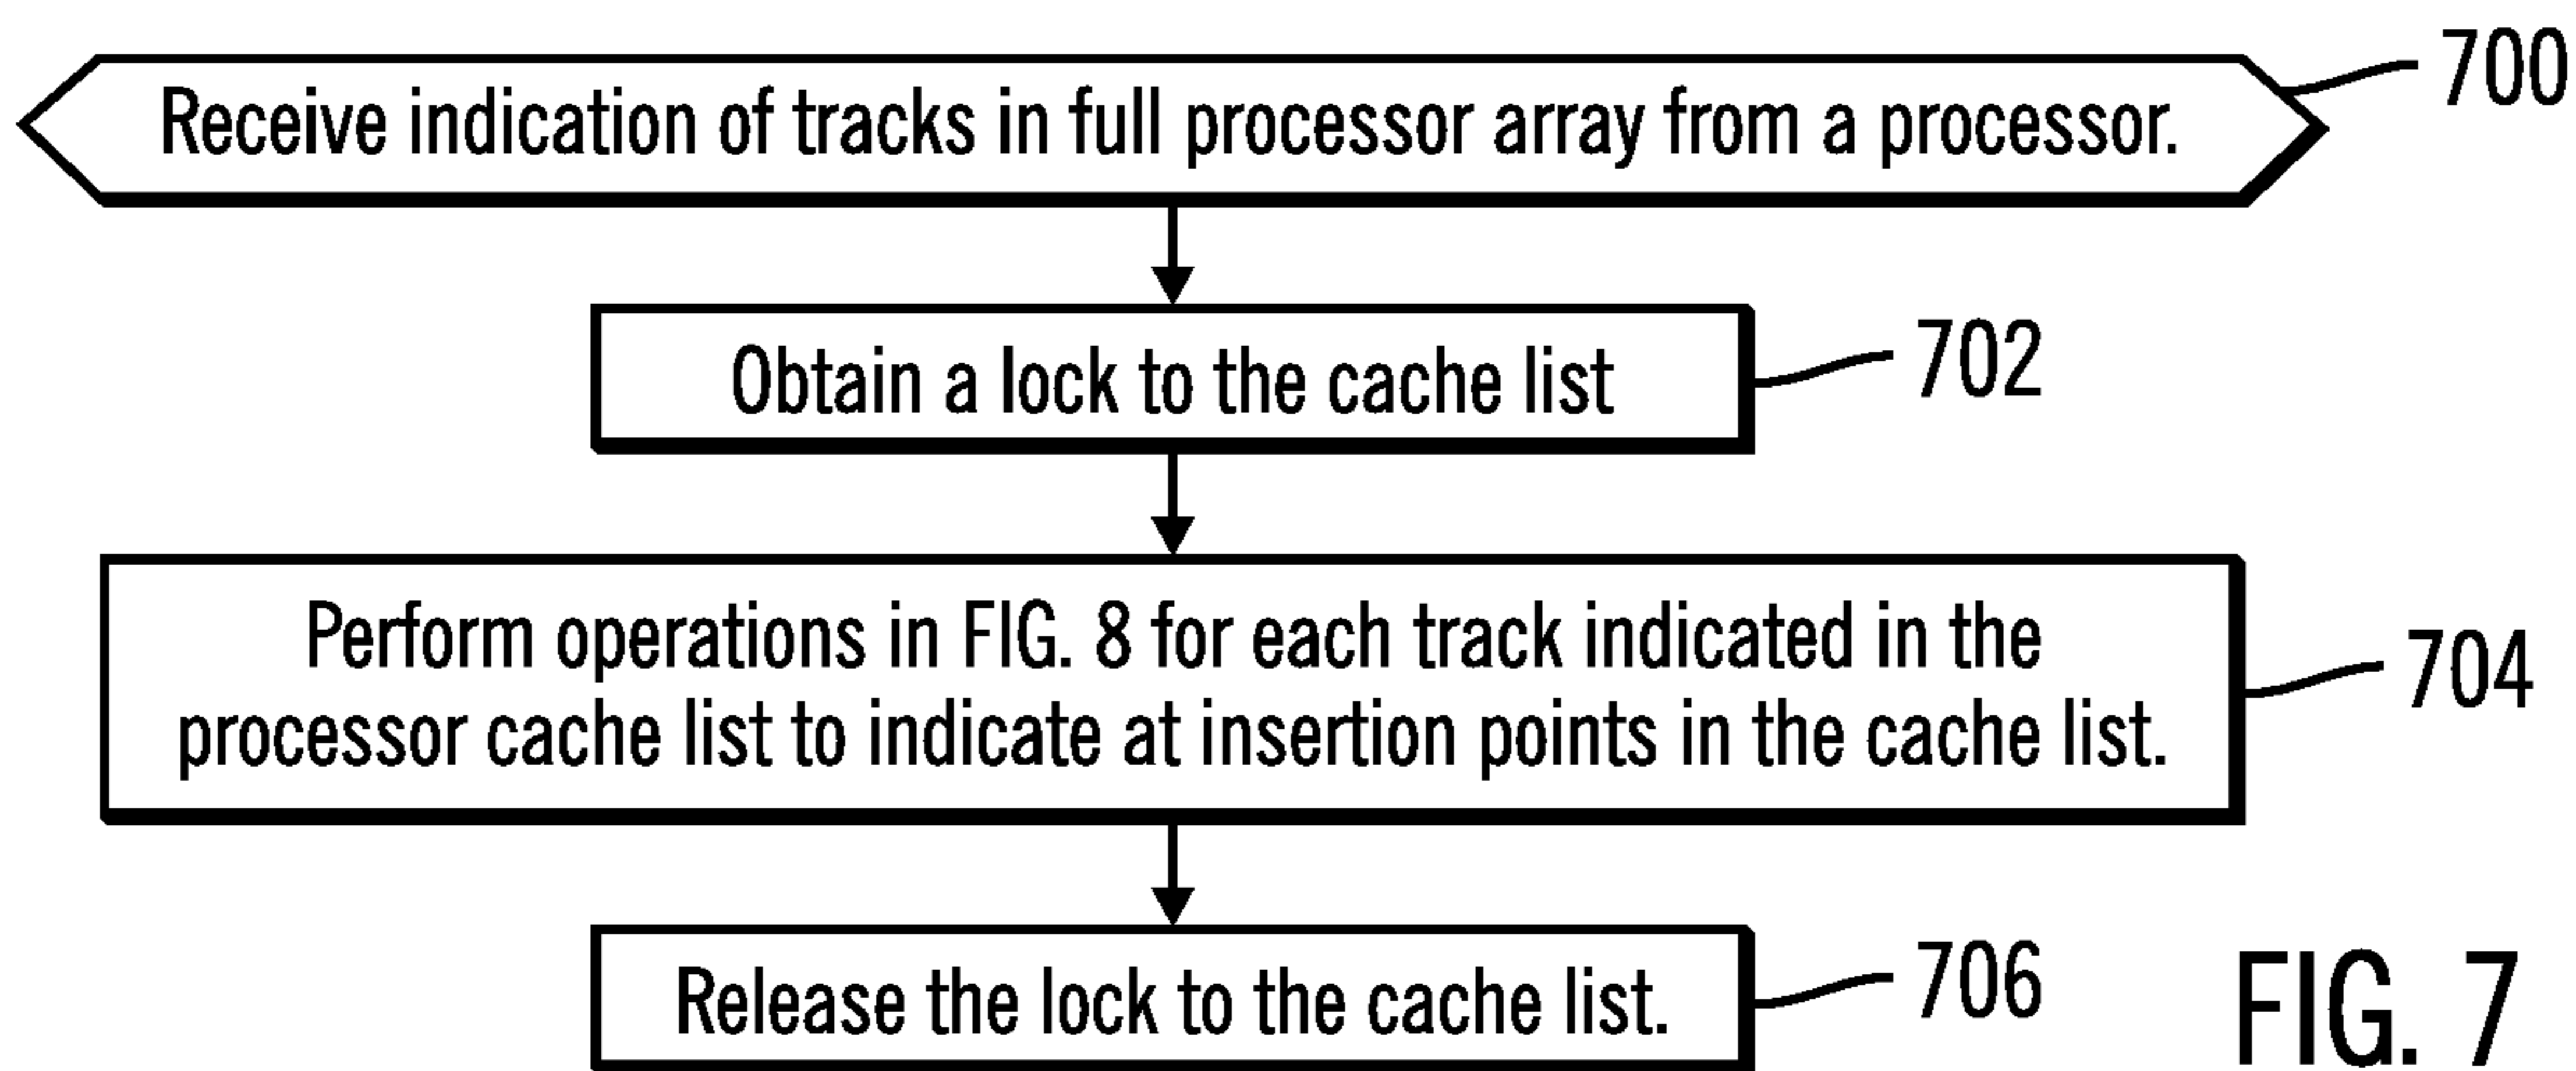 Receive indication of tracks in full processor array from a processor.
700
Obtain a lock to the cache list
702
Perform operations in FIG. 8 for each track indicated in the
processor cache list to indicate at insertion points in the cache list.
704
Release the lock to the cache list.
706
FIG. 7